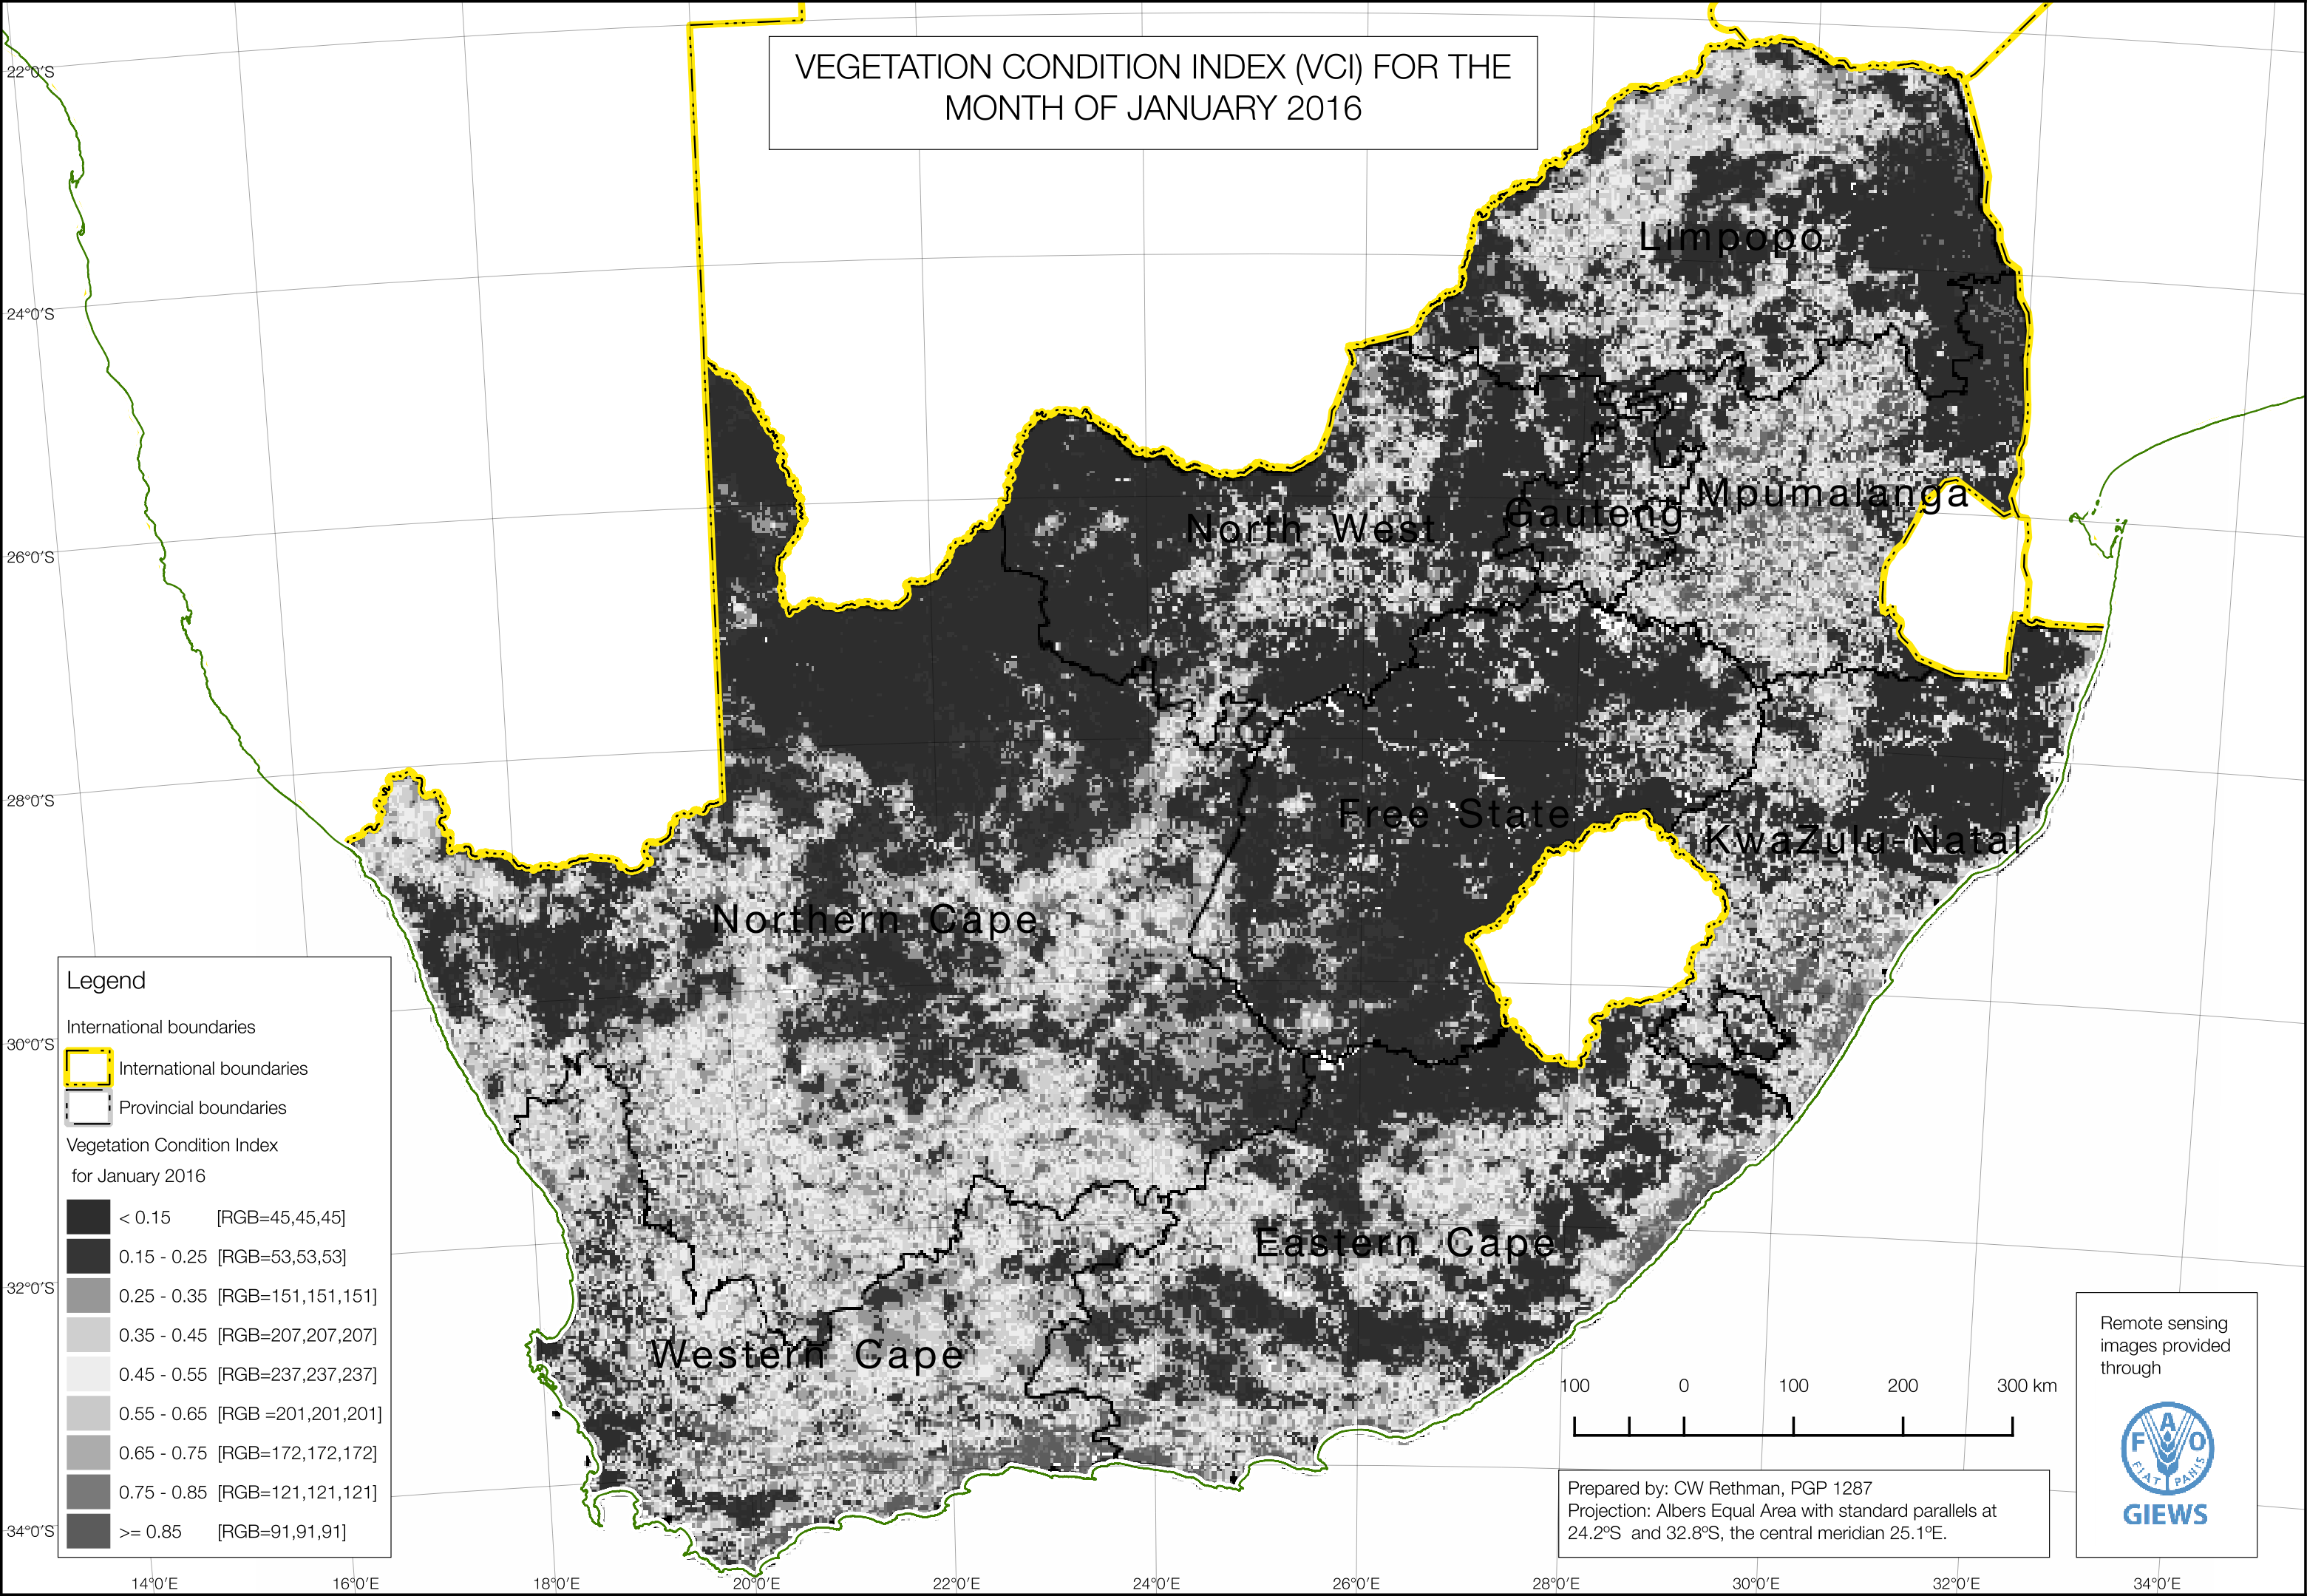 VEGETATION CONDITION INDEX (VCI) FOR THE
MONTH OF JANUARY 2016
22°0'S
24°0'S
26°0'S
28°0'S
30°0'S
32°0'S
34°0'S
Limpopo
Mpumalanga
Gauteng
North West
Free State
KwaZulu-Natal
Northern Cape
Eastern Cape
Western Cape
Legend
International boundaries
International boundaries
Provincial boundaries
Vegetation Condition Index
for January 2016
< 0.15 [RGB=45,45,45]
0.15 - 0.25 [RGB=53,53,53]
0.25 - 0.35 [RGB=151,151,151]
0.35 - 0.45 [RGB=207,207,207]
0.45 - 0.55 [RGB=237,237,237]
0.55 - 0.65 [RGB =201,201,201]
0.65 - 0.75 [RGB=172,172,172]
0.75 - 0.85 [RGB=121,121,121]
>= 0.85 [RGB=91,91,91]
100 0 100 200 300 km
Prepared by: CW Rethman, PGP 1287
Projection: Albers Equal Area with standard parallels at
24.2ºS and 32.8ºS, the central meridian 25.1ºE.
Remote sensing
images provided
through
F A O
FIAT PANIS
GIEWS
14°0'E 16°0'E 18°0'E 20°0'E 22°0'E 24°0'E 26°0'E 28°0'E 30°0'E 32°0'E 34°0'E